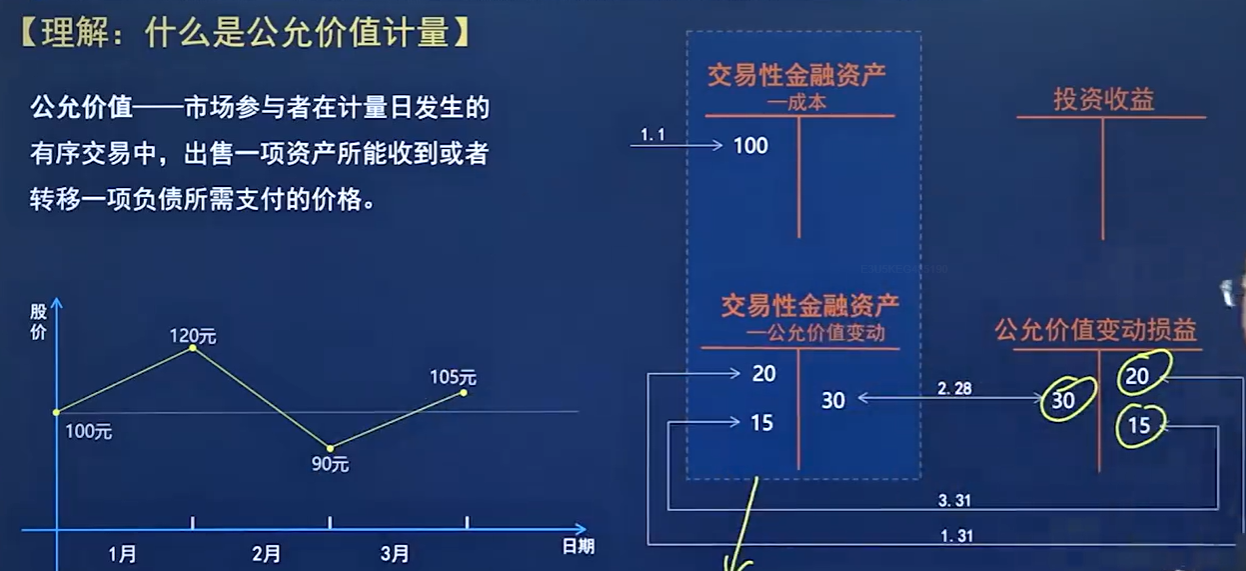 【理解：什么是公允价值计量】
公允价值——市场参与者在计量日发生的
有序交易中，出售一项资产所能收到或者
转移一项负债所需支付的价格。
股价
120元
105元
100元
90元
1月
2月
3月
日期
交易性金融资产
—成本
1.1
100
投资收益
交易性金融资产
—公允价值变动
20
15
30
2.28
公允价值变动损益
30
20
15
3.31
1.31